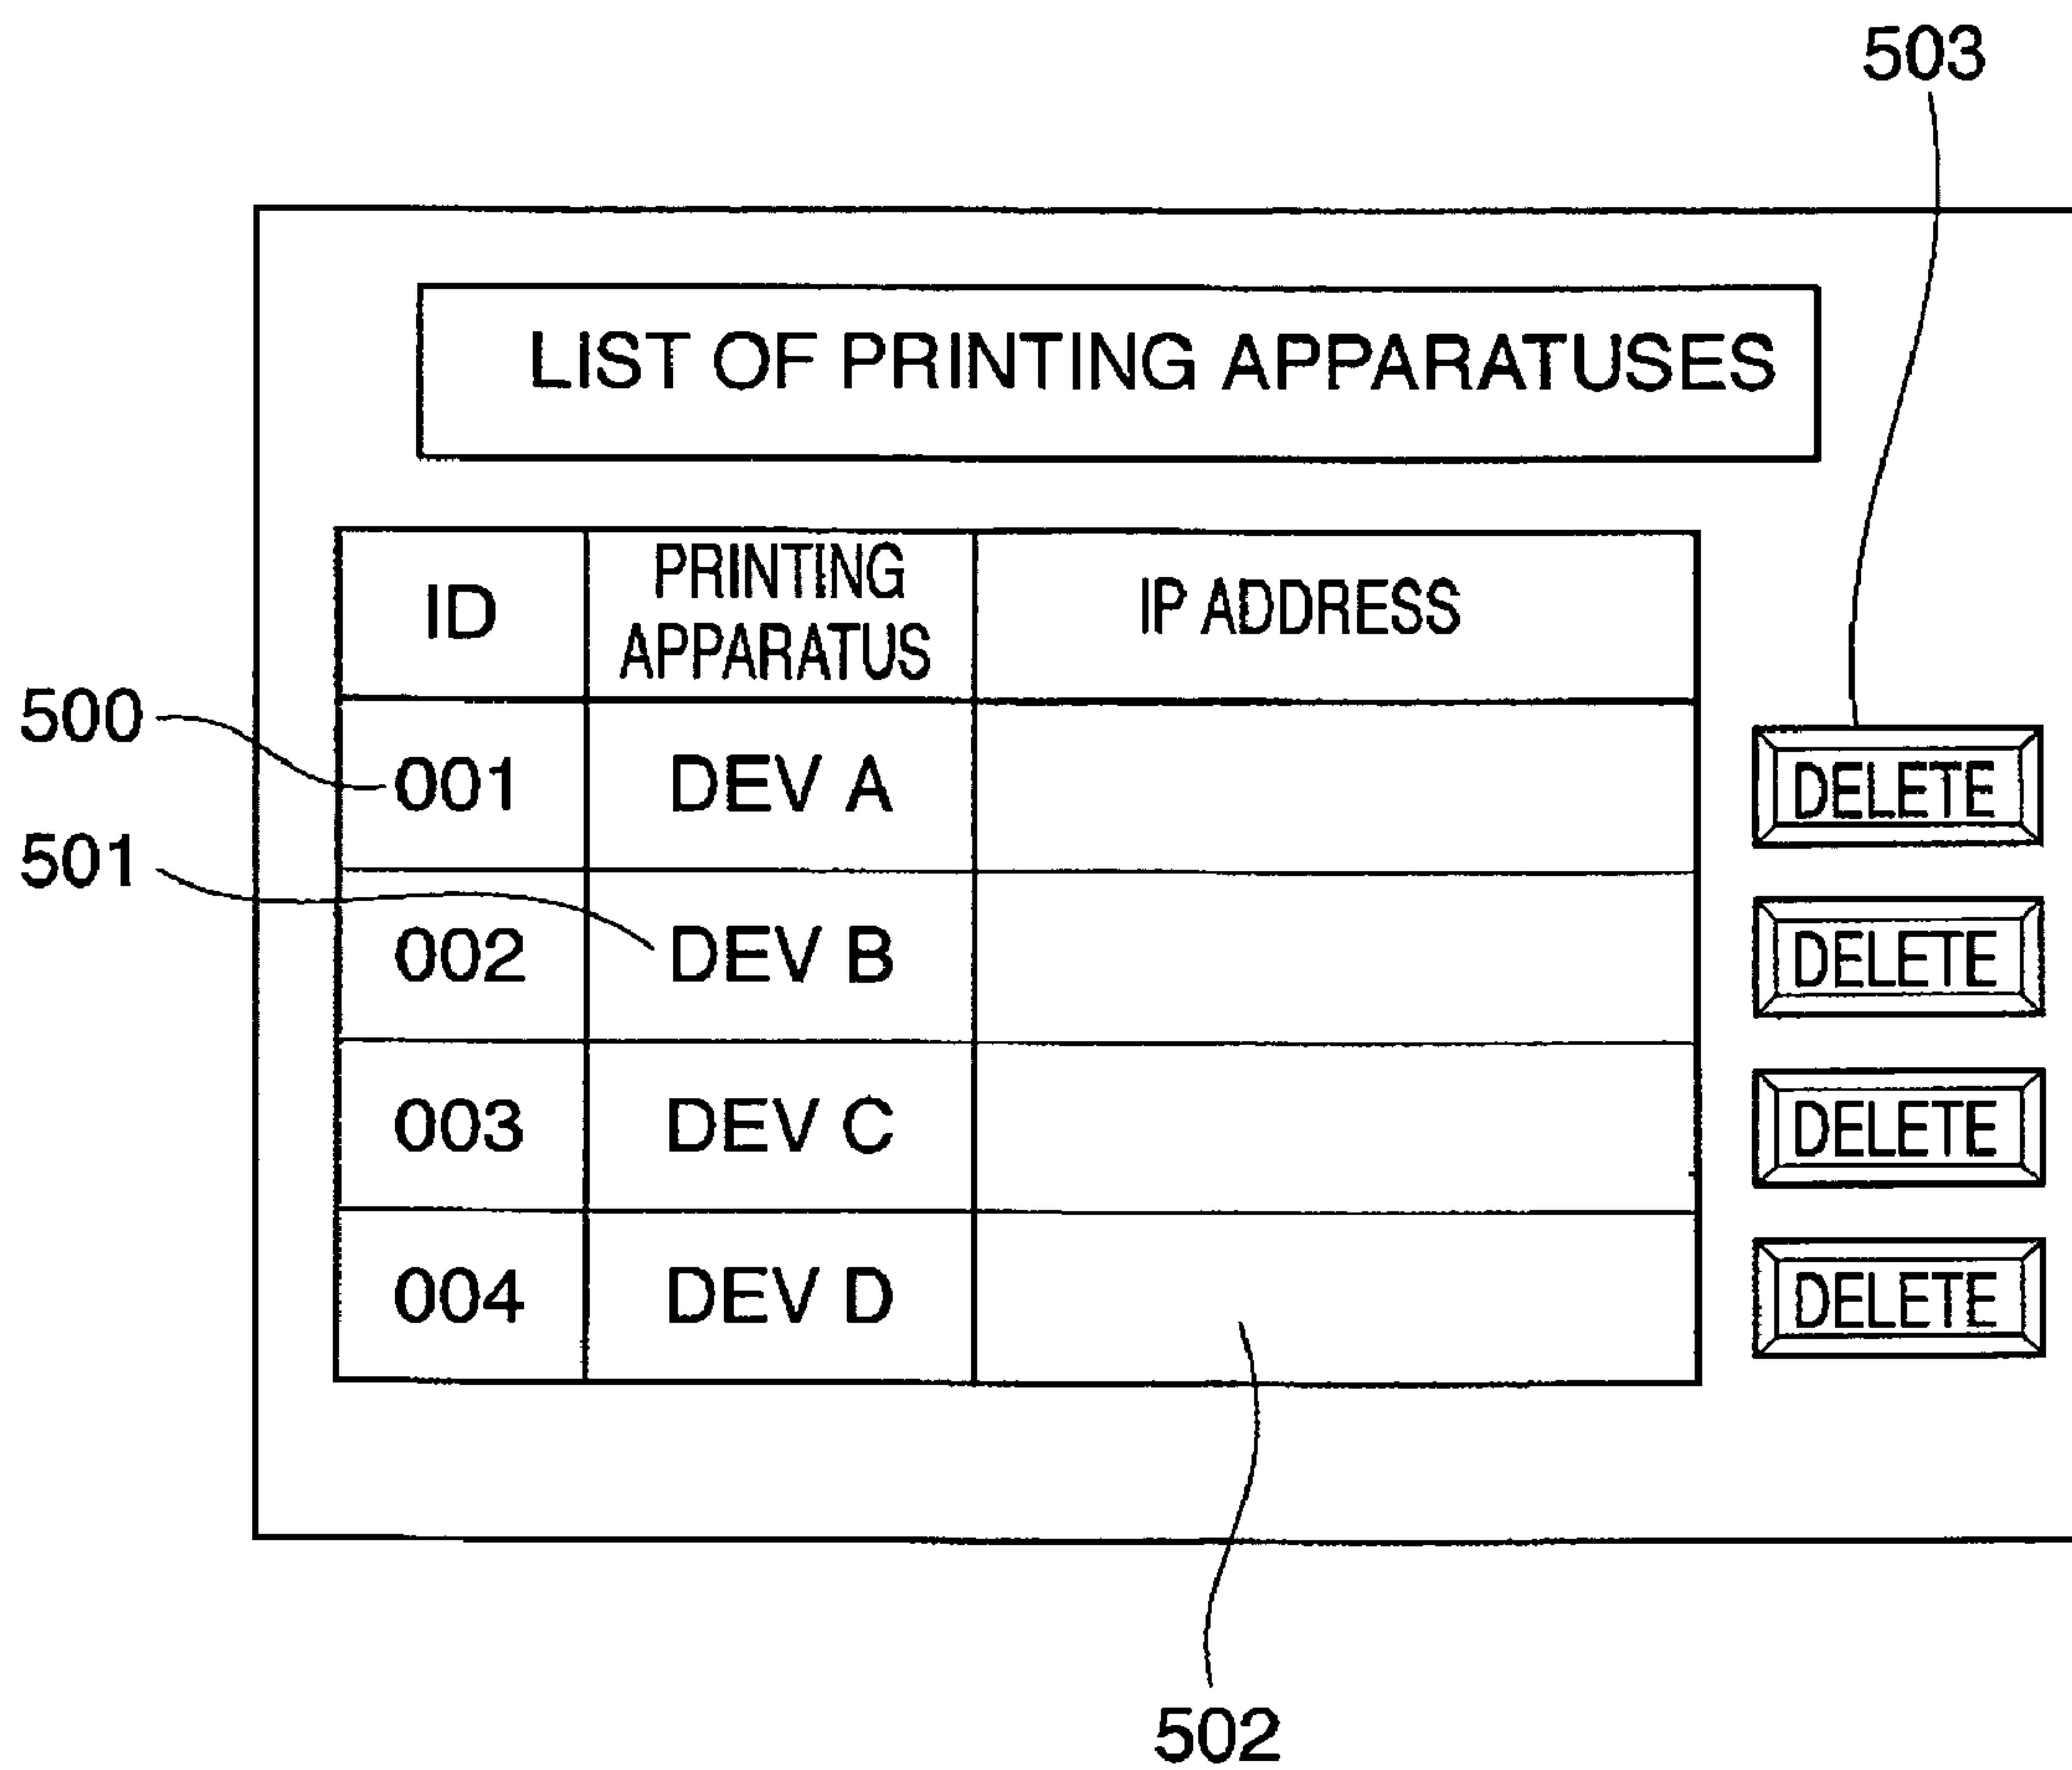 503
LIST OF PRINTING APPARATUSES
ID
PRINTING
APPARATUS
IP ADDRESS
500
001
DEV A
DELETE
501
002
DEV B
DELETE
003
DEV C
DELETE
004
DEV D
DELETE
502